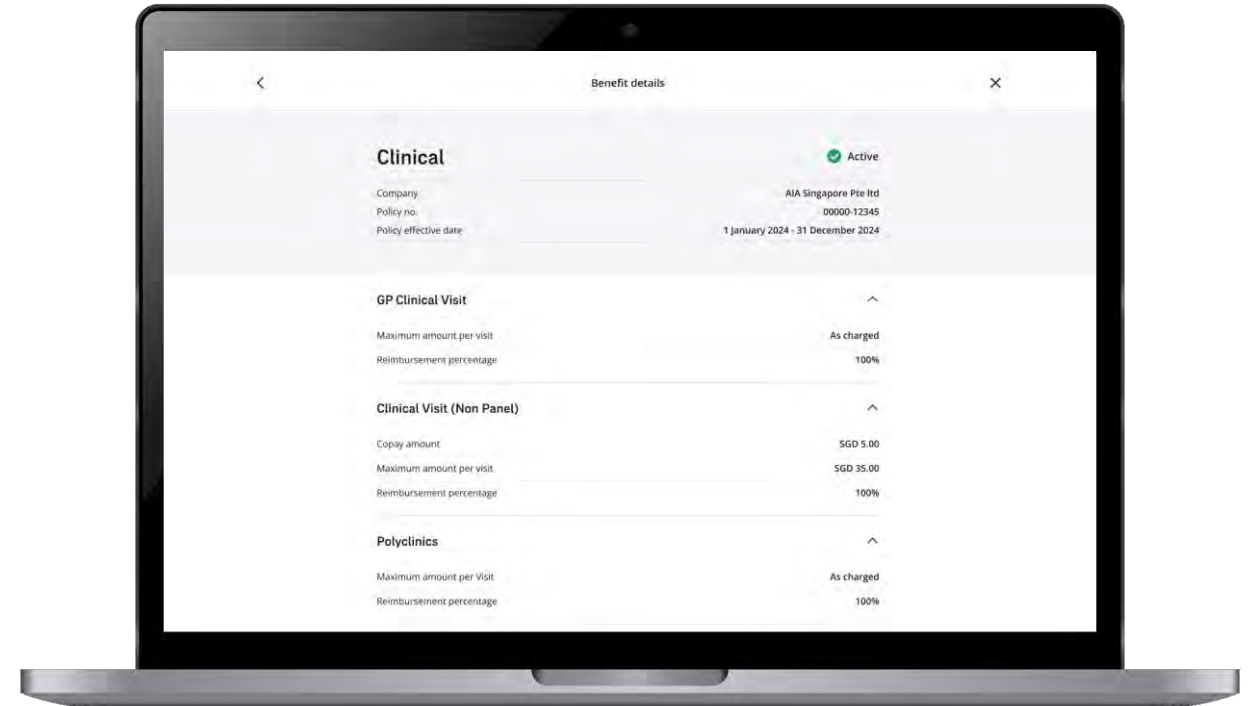 Benefit details
Clinical
Active
Company AIA Singapore Pte ltd
Policy no. 00000-12345
Policy effective date 1 January 2024 - 31 December 2024
GP Clinical Visit
Maximum amount per visit As charged
Reimbursement percentage 100%
Clinical Visit (Non Panel)
Copay amount SGD 5.00
Maximum amount per visit SGD 35.00
Reimbursement percentage 100%
Polyclinics
Maximum amount per Visit As charged
Reimbursement percentage 100%